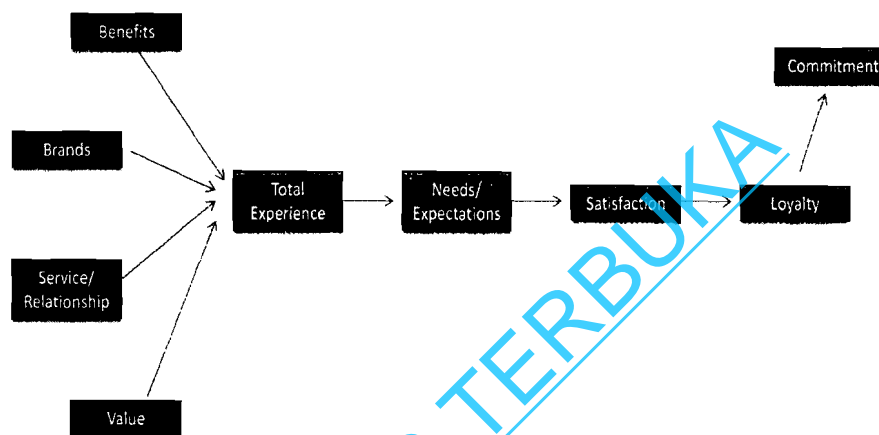 Benefits
Commitment
Brands
Total
Experience
Needs/
Expectations
Satisfaction
Loyalty
Service/
Relationship
Value
TERBUKA